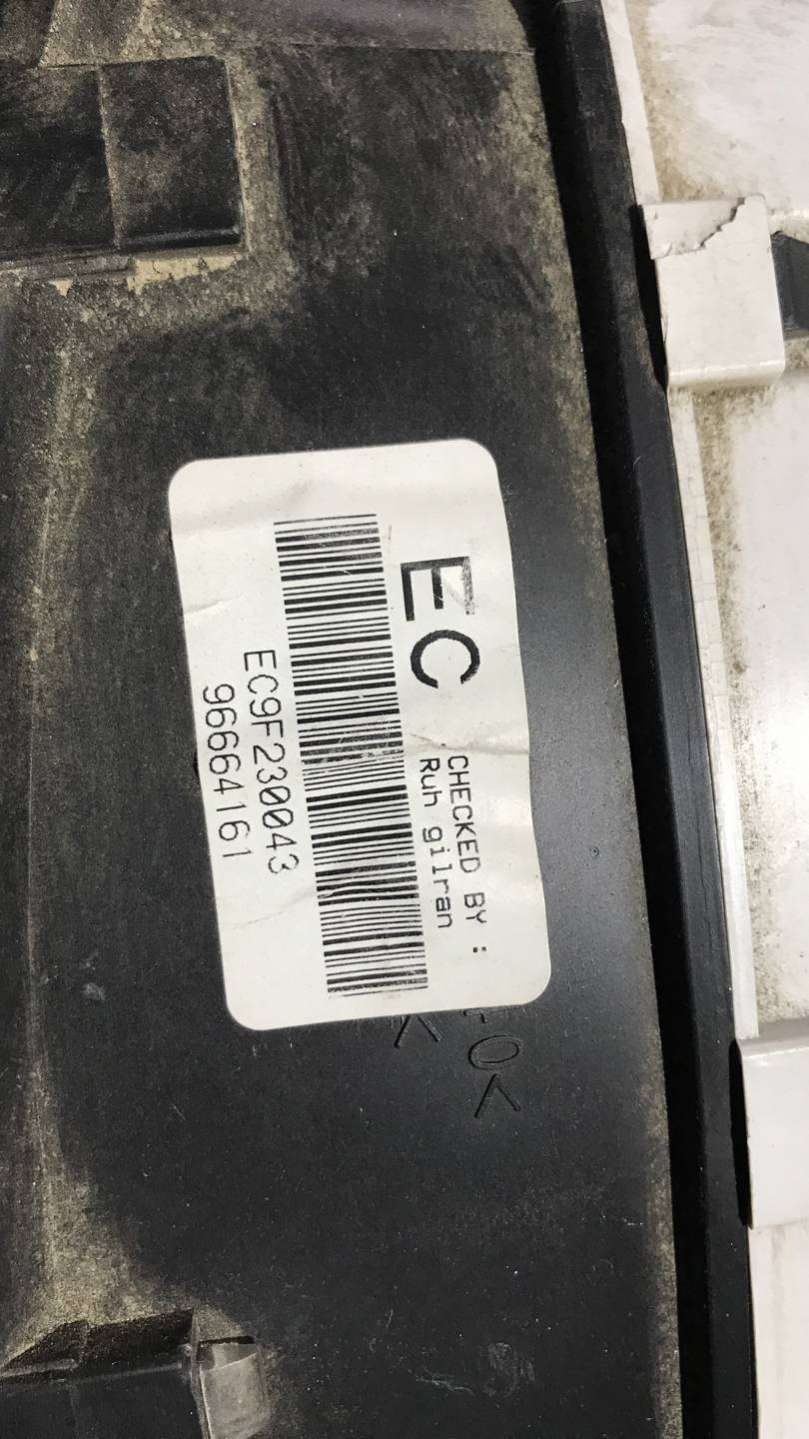 EC
CHECKED BY :
Ruh gilran
EC9F230043
96664161